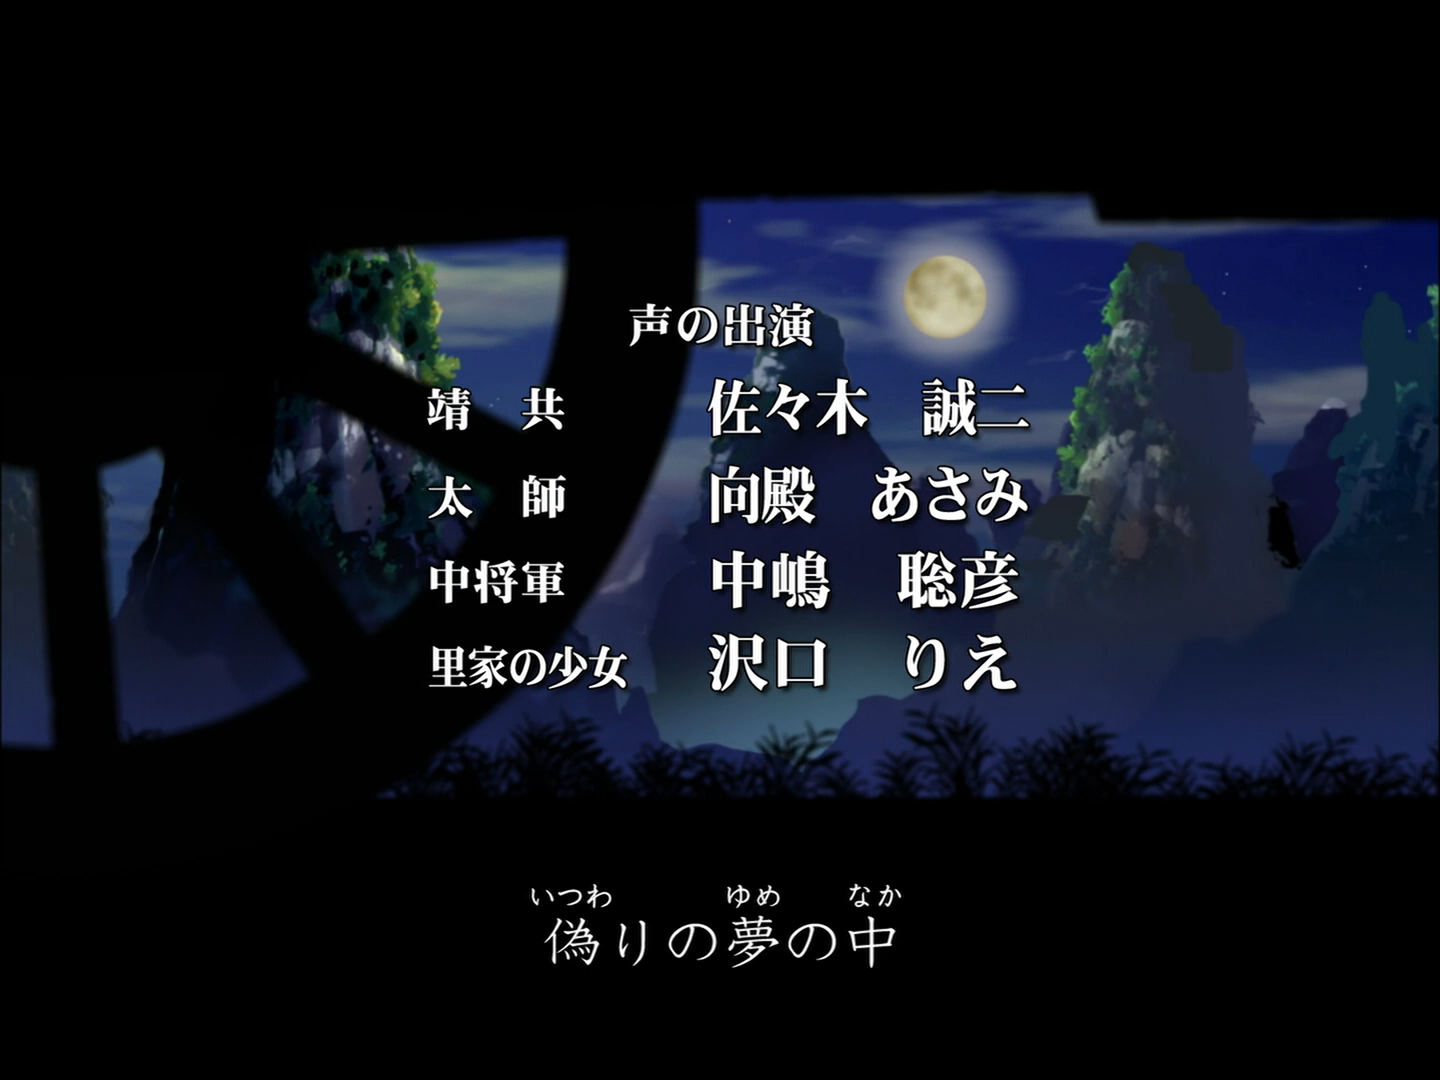 声の出演
靖　共　佐々木　誠二
太　師　向殿　あさみ
中将軍　中嶋　聡彦
里家の少女　沢口　りえ
いつわ　ゆめ　なか
偽りの夢の中